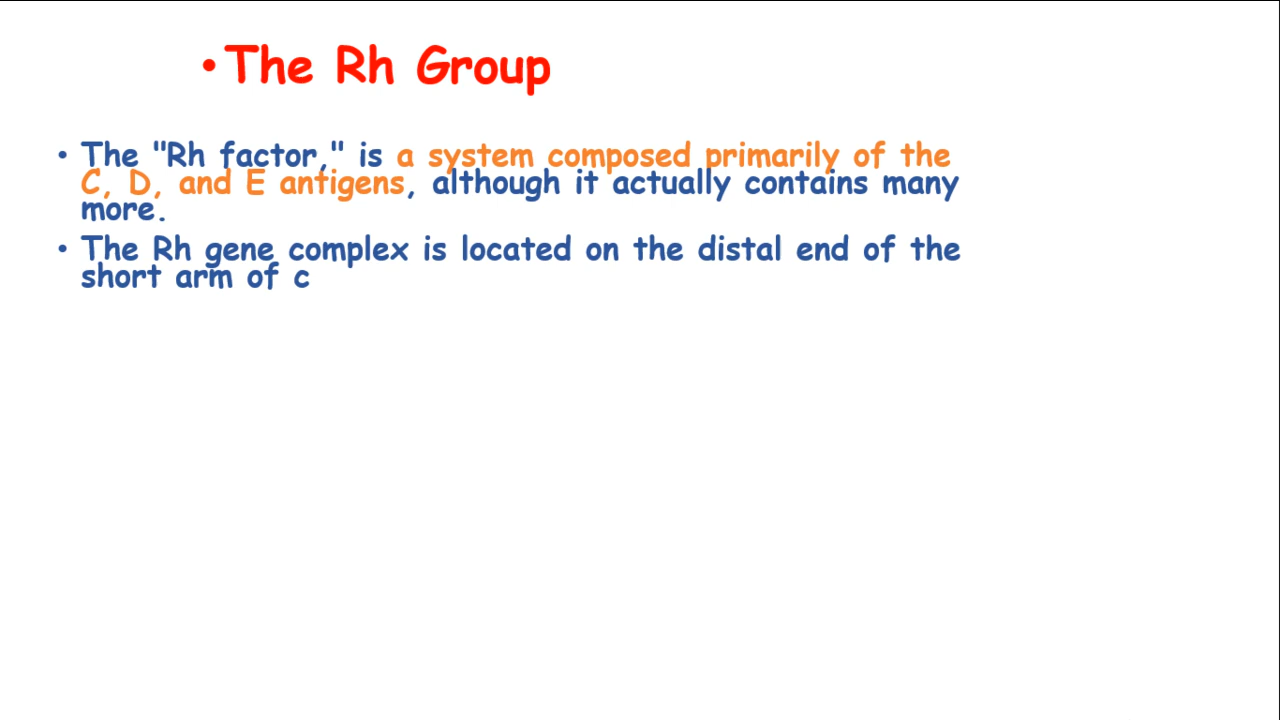 • The Rh Group
• The "Rh factor," is a system composed primarily of the
C, D, and E antigens, although it actually contains many
more.
• The Rh gene complex is located on the distal end of the
short arm of c